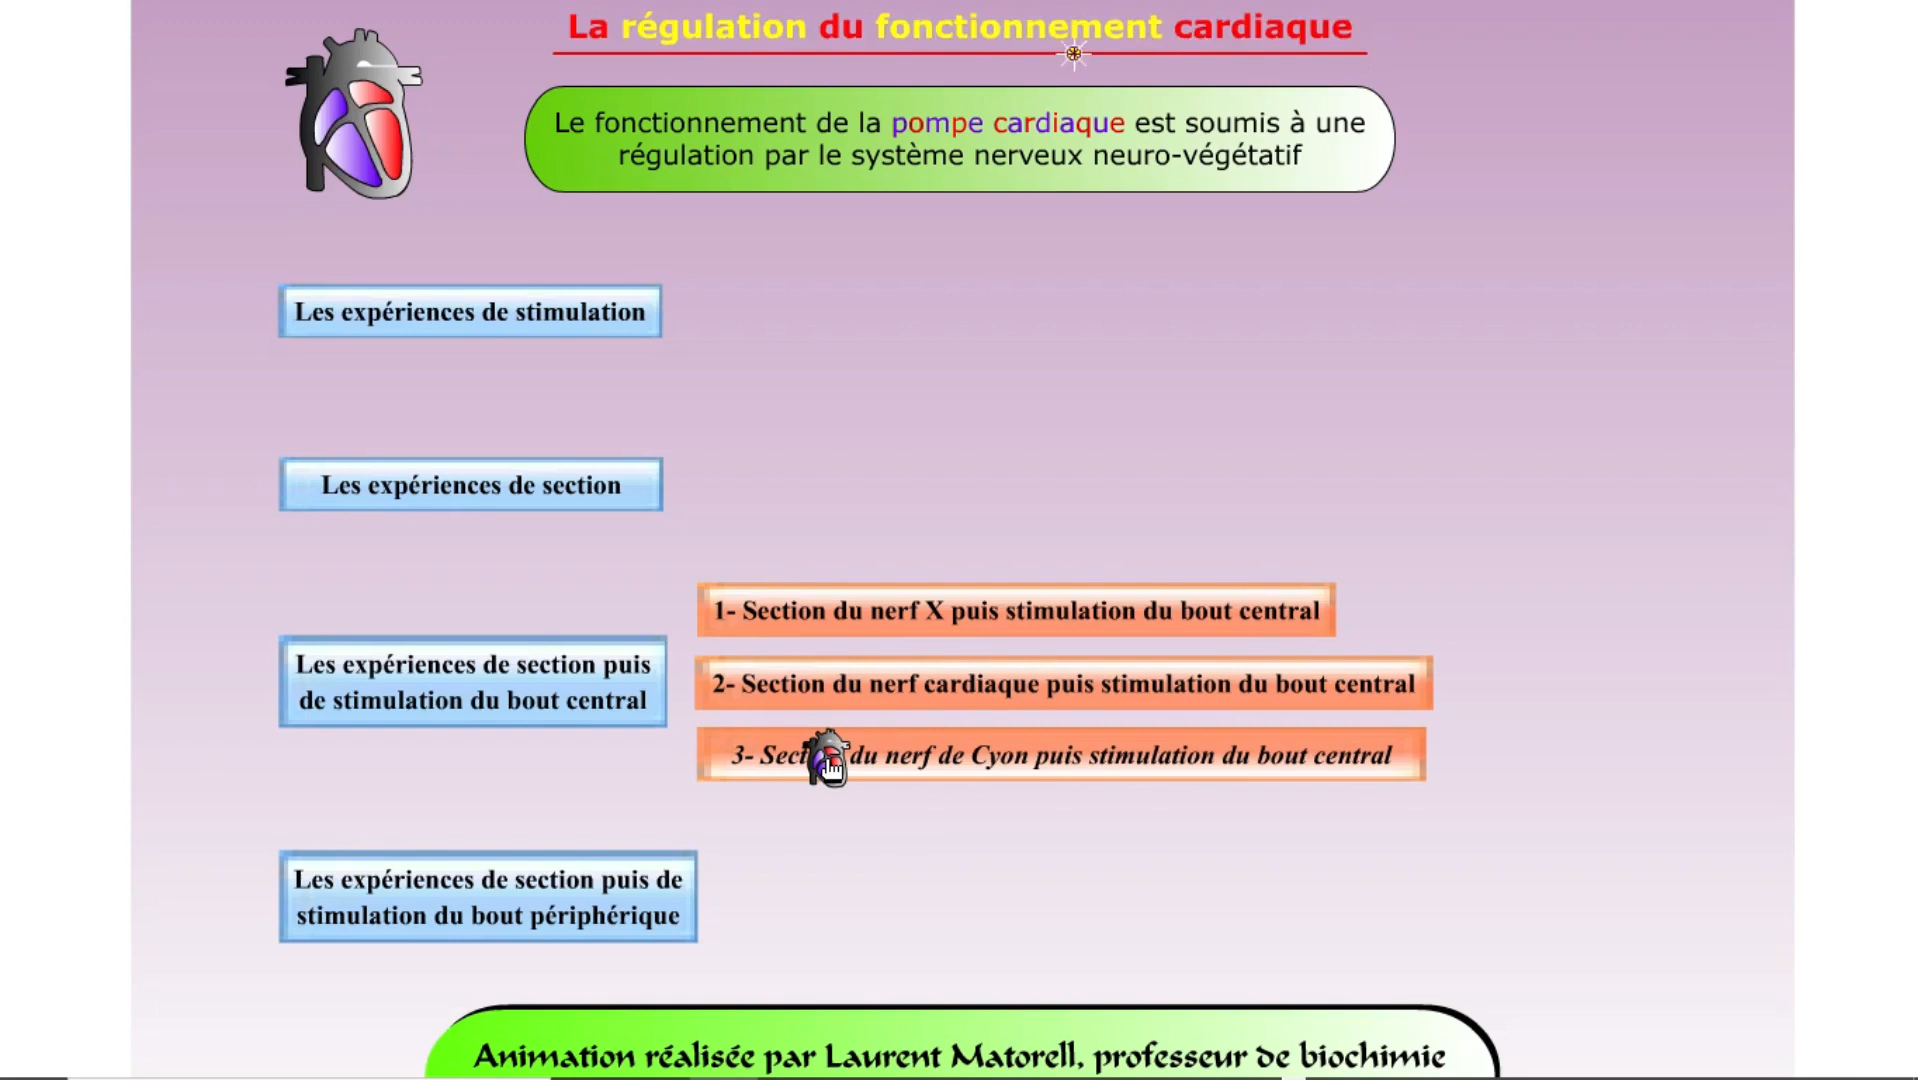 La régulation du fonctionnement cardiaque
Le fonctionnement de la pompe cardiaque est soumis à une
régulation par le système nerveux neuro-végétatif
Les expériences de stimulation
Les expériences de section
1- Section du nerf X puis stimulation du bout central
Les expériences de section puis
de stimulation du bout central
2- Section du nerf cardiaque puis stimulation du bout central
3- Sect du nerf de Cyon puis stimulation du bout central
Les expériences de section puis de
stimulation du bout périphérique
Animation réalisée par Laurent Matorell, professeur de biochimie